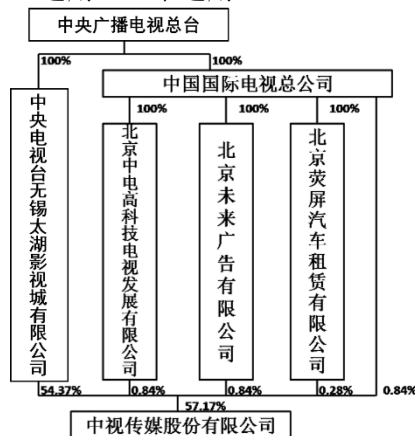 中央广播电视总台
100%
100%
中国国际电视总公司
100%
100%
100%
中央电视台无锡太湖影视城有限公司
北京中电高科技电视发展有限公司
北京未来广告有限公司
北京荧屏汽车租赁有限公司
54.37%
0.84%
0.84%
0.28%
0.84%
57.17%
中视传媒股份有限公司